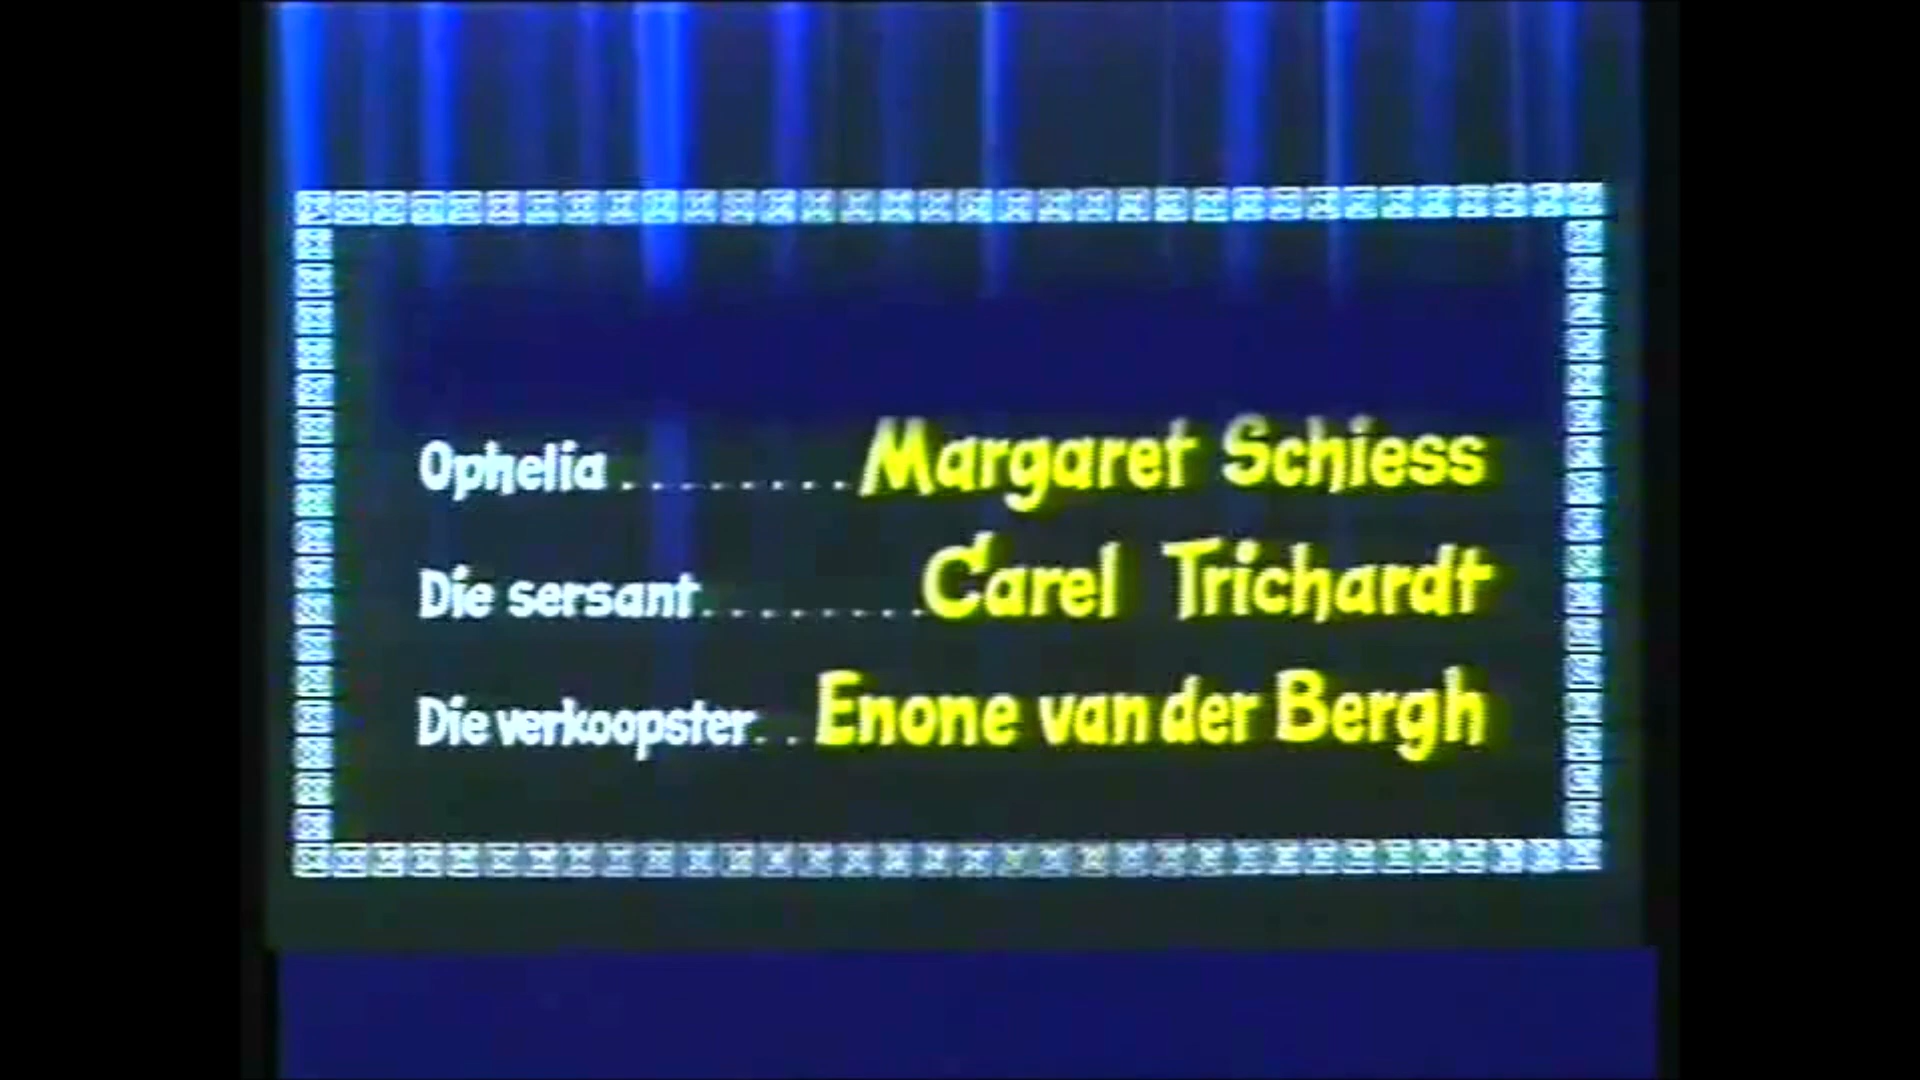 Ophelia........Margaret Schiess
Die sersant........Carel Trichardt
Die verkoopster..Enone van der Bergh